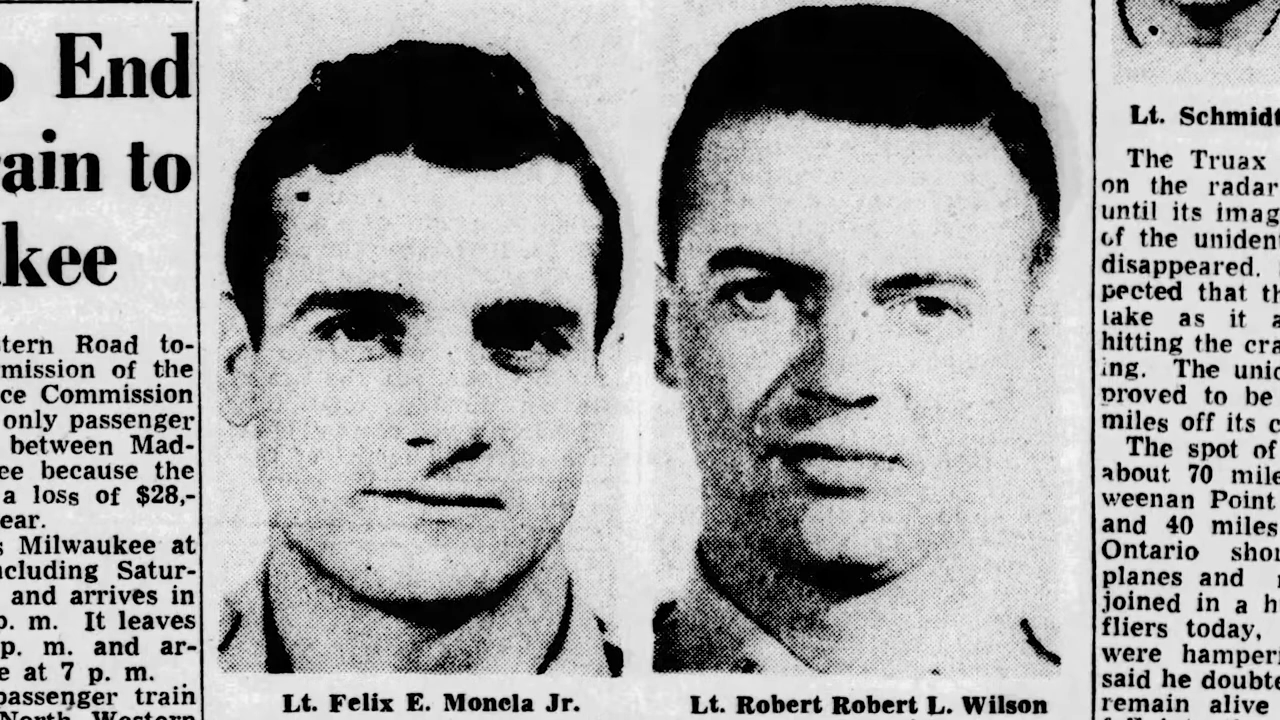 End
ain to
kee
tern Road to-
mission of the
ce Commission
only passenger
between Mad-
ee because the
a loss of $28,-
ear.
s Milwaukee at
ncluding Satur-
and arrives in
p. m. It leaves
p. m. and ar-
e at 7 p. m.
passenger train
North Western
Lt. Felix E. Moncla Jr.
Lt. Robert Robert L. Wilson
Lt. Schmidt
The Truax
on the radar
until its imag
of the unident
disappeared.
pected that th
take as it a
hitting the cra
ing. The unid
proved to be
miles off its c
The spot of
about 70 mile
weenan Point
and 40 miles
Ontario shor
planes and
joined in a h
fliers today,
were hamper
said he doubte
remain alive